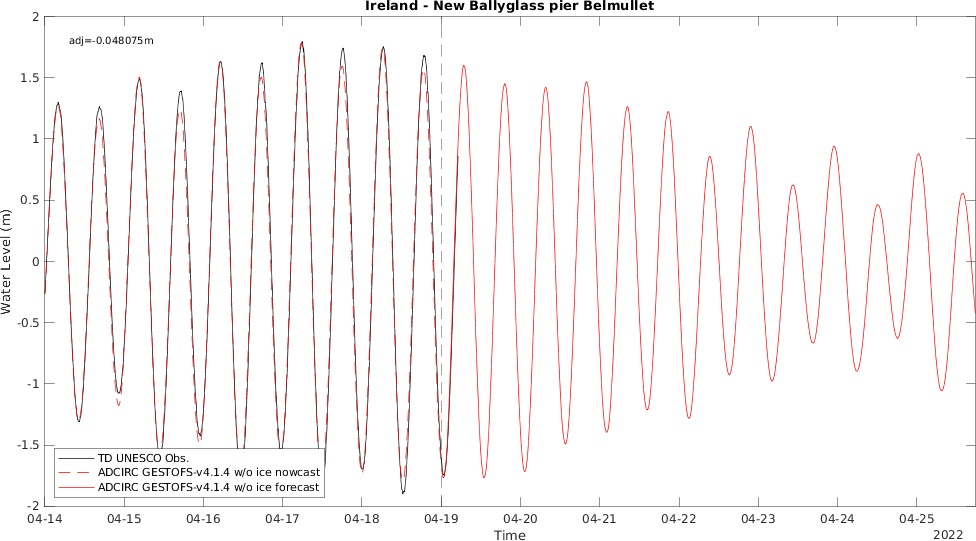 Ireland - New Ballyglass pier Belmullet
adj=-0.048075m
2
1.5
1
0.5
0
-0.5
-1
-1.5
-2
Water Level (m)
TD UNESCO Obs.
ADCIRC GESTOFS-v4.1.4 w/o ice nowcast
ADCIRC GESTOFS-v4.1.4 w/o ice forecast
04-14 04-15 04-16 04-17 04-18 04-19 04-20 04-21 04-22 04-23 04-24 04-25
Time
2022